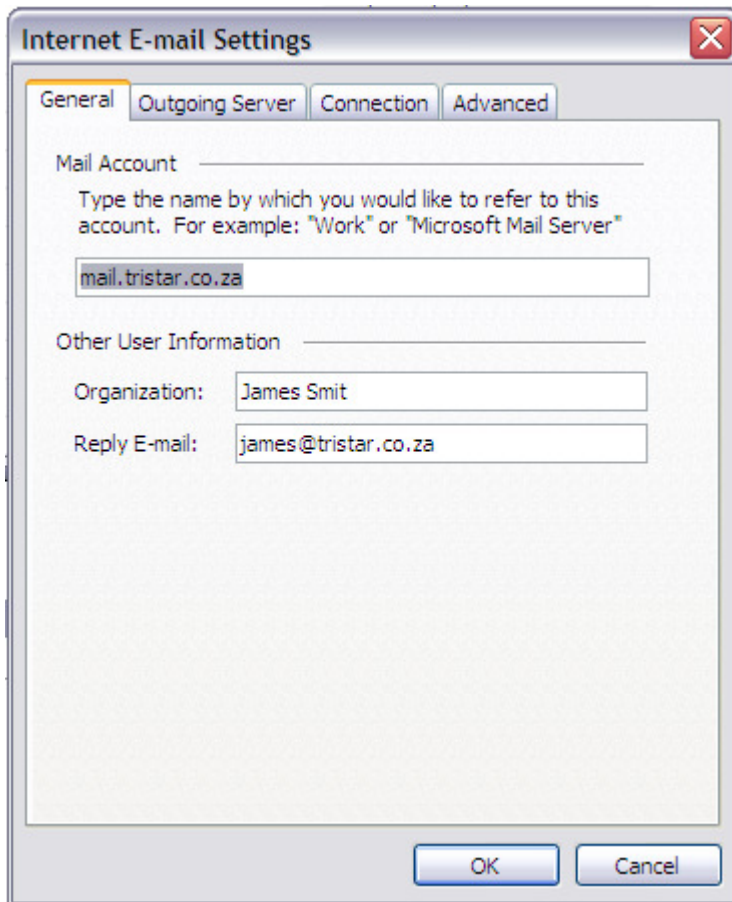 Internet E-mail Settings
General Outgoing Server Connection Advanced
Mail Account
Type the name by which you would like to refer to this
account. For example: "Work" or "Microsoft Mail Server"
mail.tristar.co.za
Other User Information
Organization: James Smit
Reply E-mail: james@tristar.co.za
OK Cancel